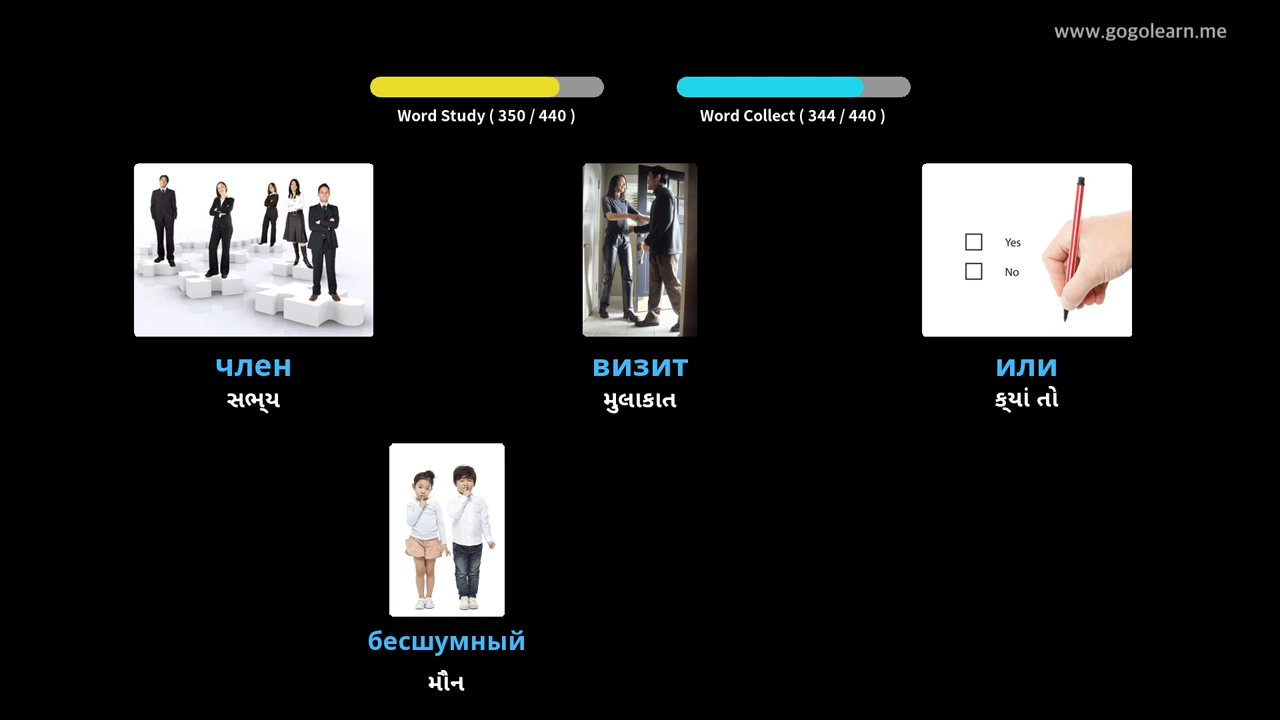 www.gogolearn.me
Word Study ( 350 / 440 )
Word Collect ( 344 / 440 )
Yes
No
член
સભ્ય
визит
મુલાકાત
или
ક્યાં તો
бесшумный
મૌન